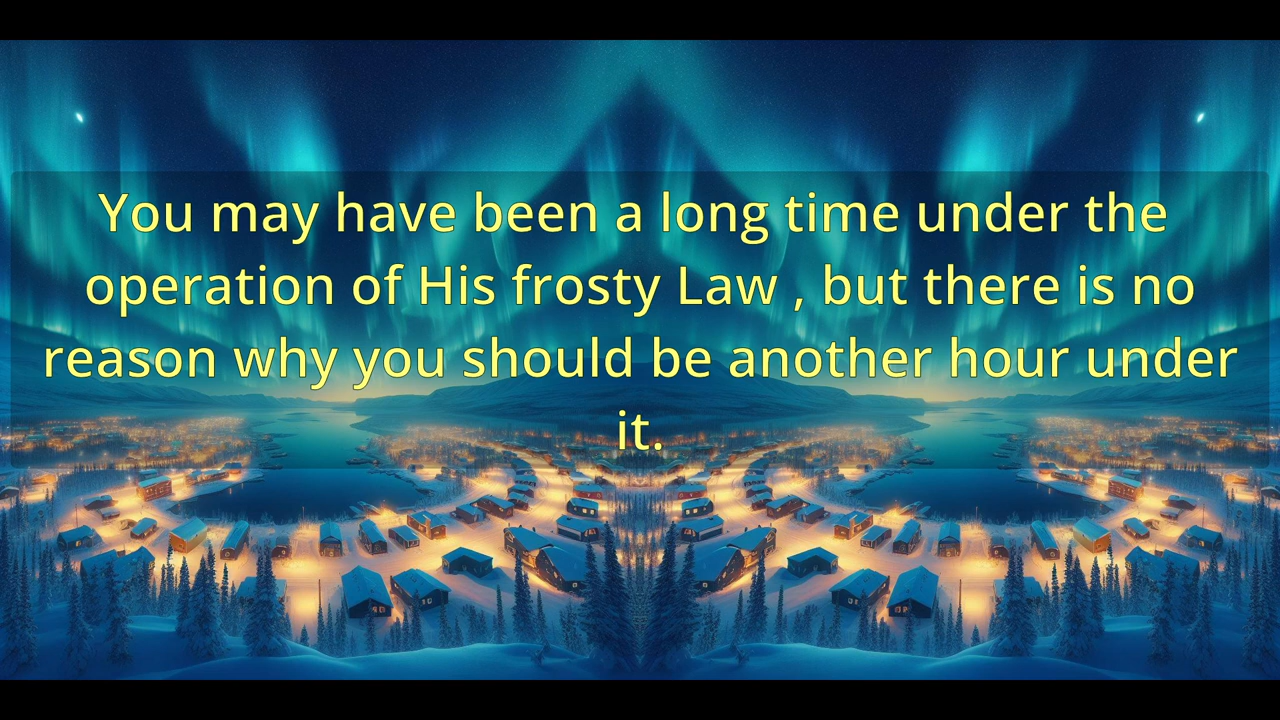 You may have been a long time under the
operation of His frosty Law , but there is no
reason why you should be another hour under
it.